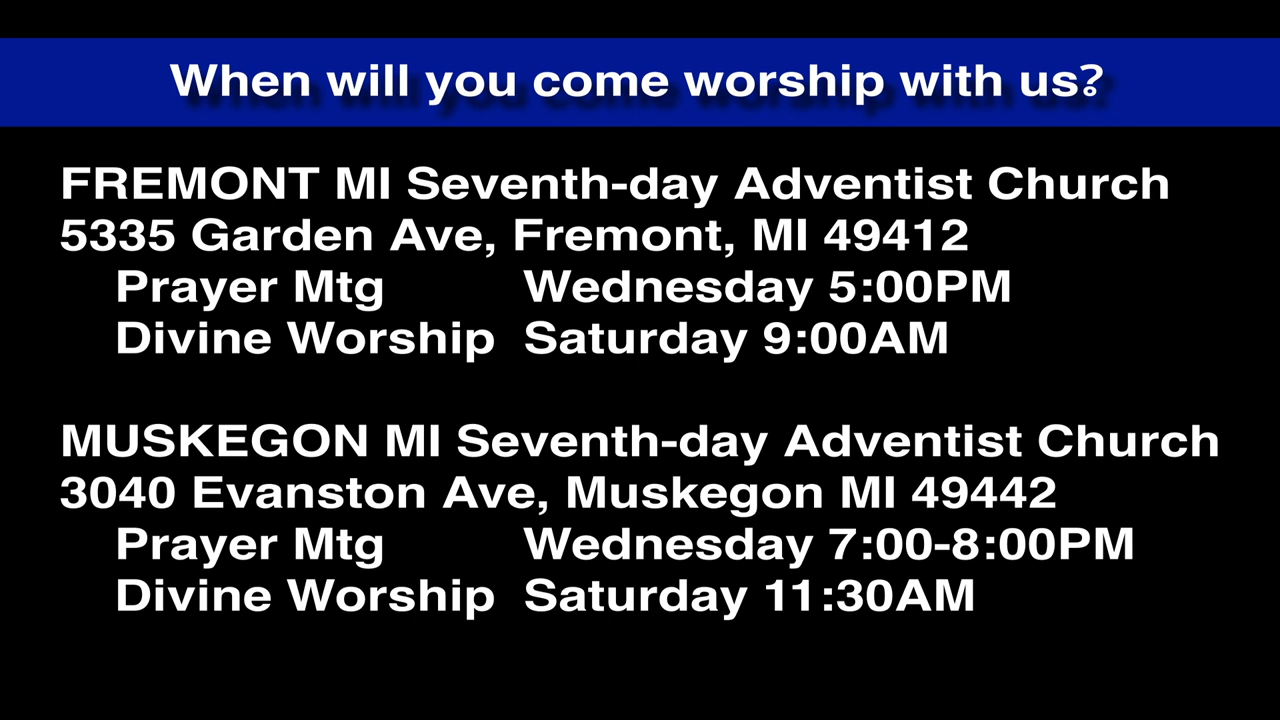 When will you come worship with us?
FREMONT MI Seventh-day Adventist Church
5335 Garden Ave, Fremont, MI 49412
Prayer Mtg Wednesday 5:00PM
Divine Worship Saturday 9:00AM
MUSKEGON MI Seventh-day Adventist Church
3040 Evanston Ave, Muskegon MI 49442
Prayer Mtg Wednesday 7:00-8:00PM
Divine Worship Saturday 11:30AM